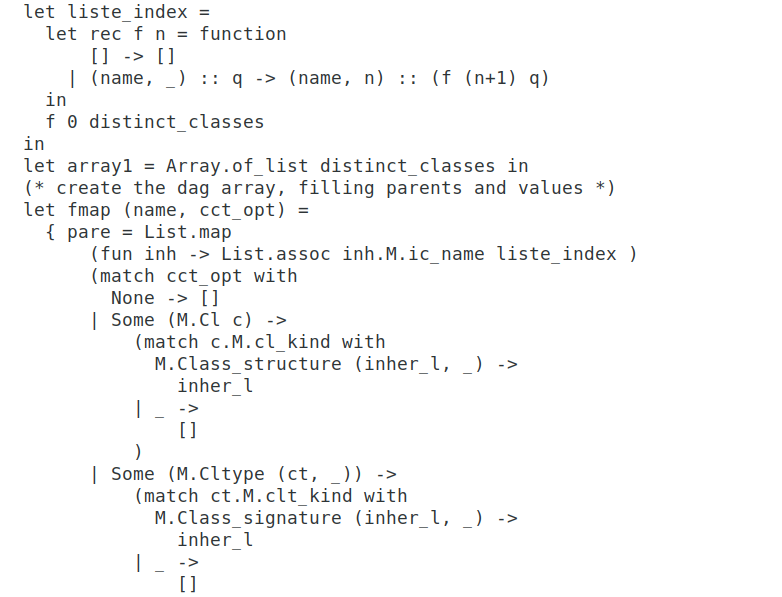 let liste_index =
  let rec f n = function
      [] -> []
    | (name, _) :: q -> (name, n) :: (f (n+1) q)
  in
  f 0 distinct_classes
in
let array1 = Array.of_list distinct_classes in
(* create the dag array, filling parents and values *)
let fmap (name, cct_opt) =
  { pare = List.map
      (fun inh -> List.assoc inh.M.ic_name liste_index )
      (match cct_opt with
        None -> []
      | Some (M.Cl c) ->
          (match c.M.cl_kind with
            M.Class_structure (inher_l, _) ->
              inher_l
          | _ ->
              []
          )
      | Some (M.Cltype (ct, _)) ->
          (match ct.M.clt_kind with
            M.Class_signature (inher_l, _) ->
              inher_l
          | _ ->
              []